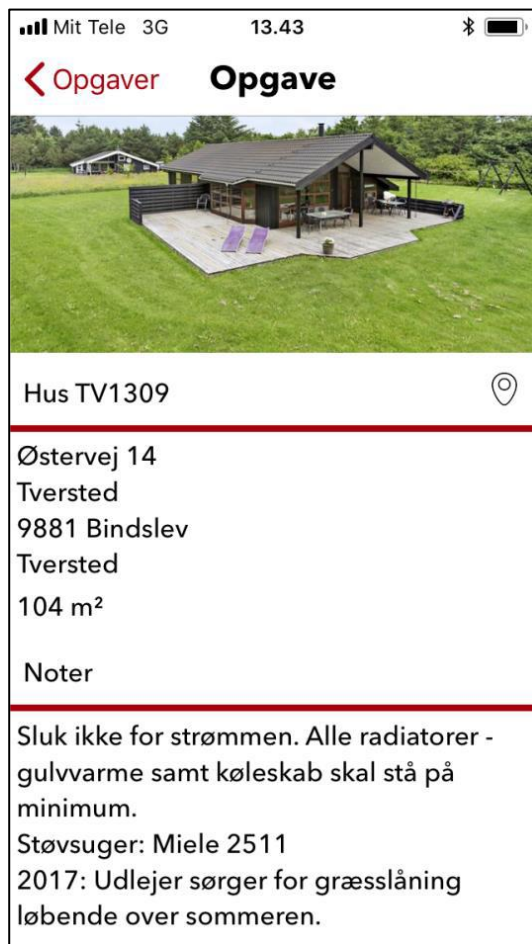 Mit Tele 3G 13.43
Opgaver Opgave
Hus TV1309
Østervej 14
Tversted
9881 Bindslev
Tversted
104 m²
Noter
Sluk ikke for strømmen. Alle radiatorer -
gulvvarme samt køleskab skal stå på
minimum.
Støvsuger: Miele 2511
2017: Udlejer sørger for græsslåning
løbende over sommeren.